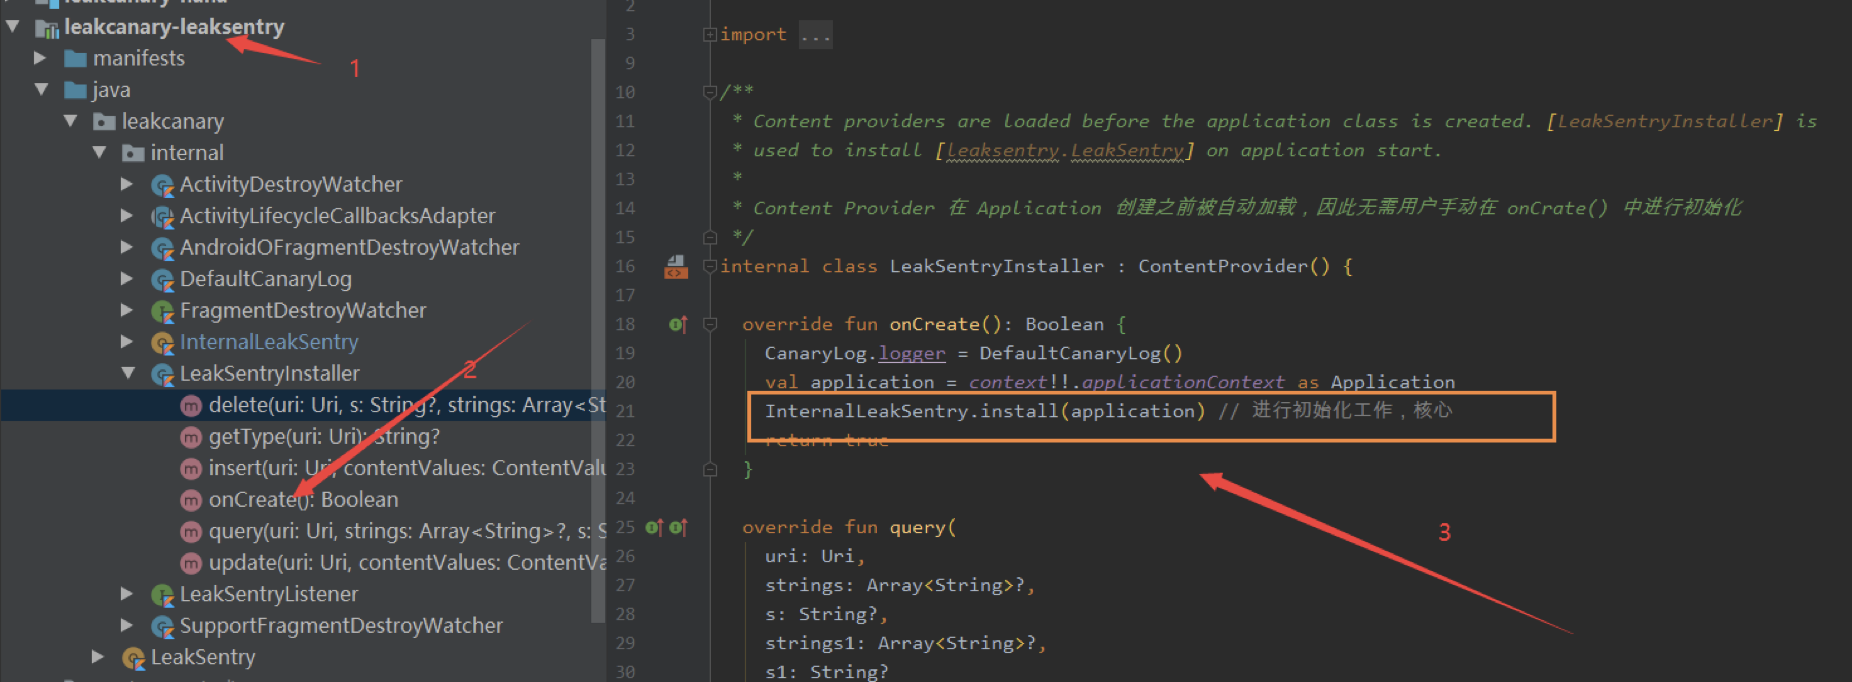 leakcanary-leaksentry
1
manifests
java
leakcanary
internal
ActivityDestroyWatcher
ActivityLifecycleCallbacksAdapter
AndroidOFragmentDestroyWatcher
DefaultCanaryLog
FragmentDestroyWatcher
InternalLeakSentry
2
LeakSentryInstaller
delete(uri: Uri, s: String?, strings: Array<St
getType(uri: Uri): String?
insert(uri: Uri, contentValues: ContentValu
onCreate(): Boolean
query(uri: Uri, strings: Array<String>?, s: S
update(uri: Uri, contentValues: ContentVa
LeakSentryListener
SupportFragmentDestroyWatcher
LeakSentry
2
3 import ...
9
10 /**
11 * Content providers are loaded before the application class is created. [LeakSentryInstaller] is
12 * used to install [leaksentry.LeakSentry] on application start.
13 *
14 * Content Provider 在 Application 创建之前被自动加载，因此无需用户手动在 onCrate() 中进行初始化
15 */
16 internal class LeakSentryInstaller : ContentProvider() {
17
18 override fun onCreate(): Boolean {
19 CanaryLog.logger = DefaultCanaryLog()
20 val application = context!!.applicationContext as Application
21 InternalLeakSentry.install(application) // 进行初始化工作，核心
22 return true
23 }
24
25 override fun query(
3
26 uri: Uri,
27 strings: Array<String>?,
28 s: String?,
29 strings1: Array<String>?,
30 s1: String?